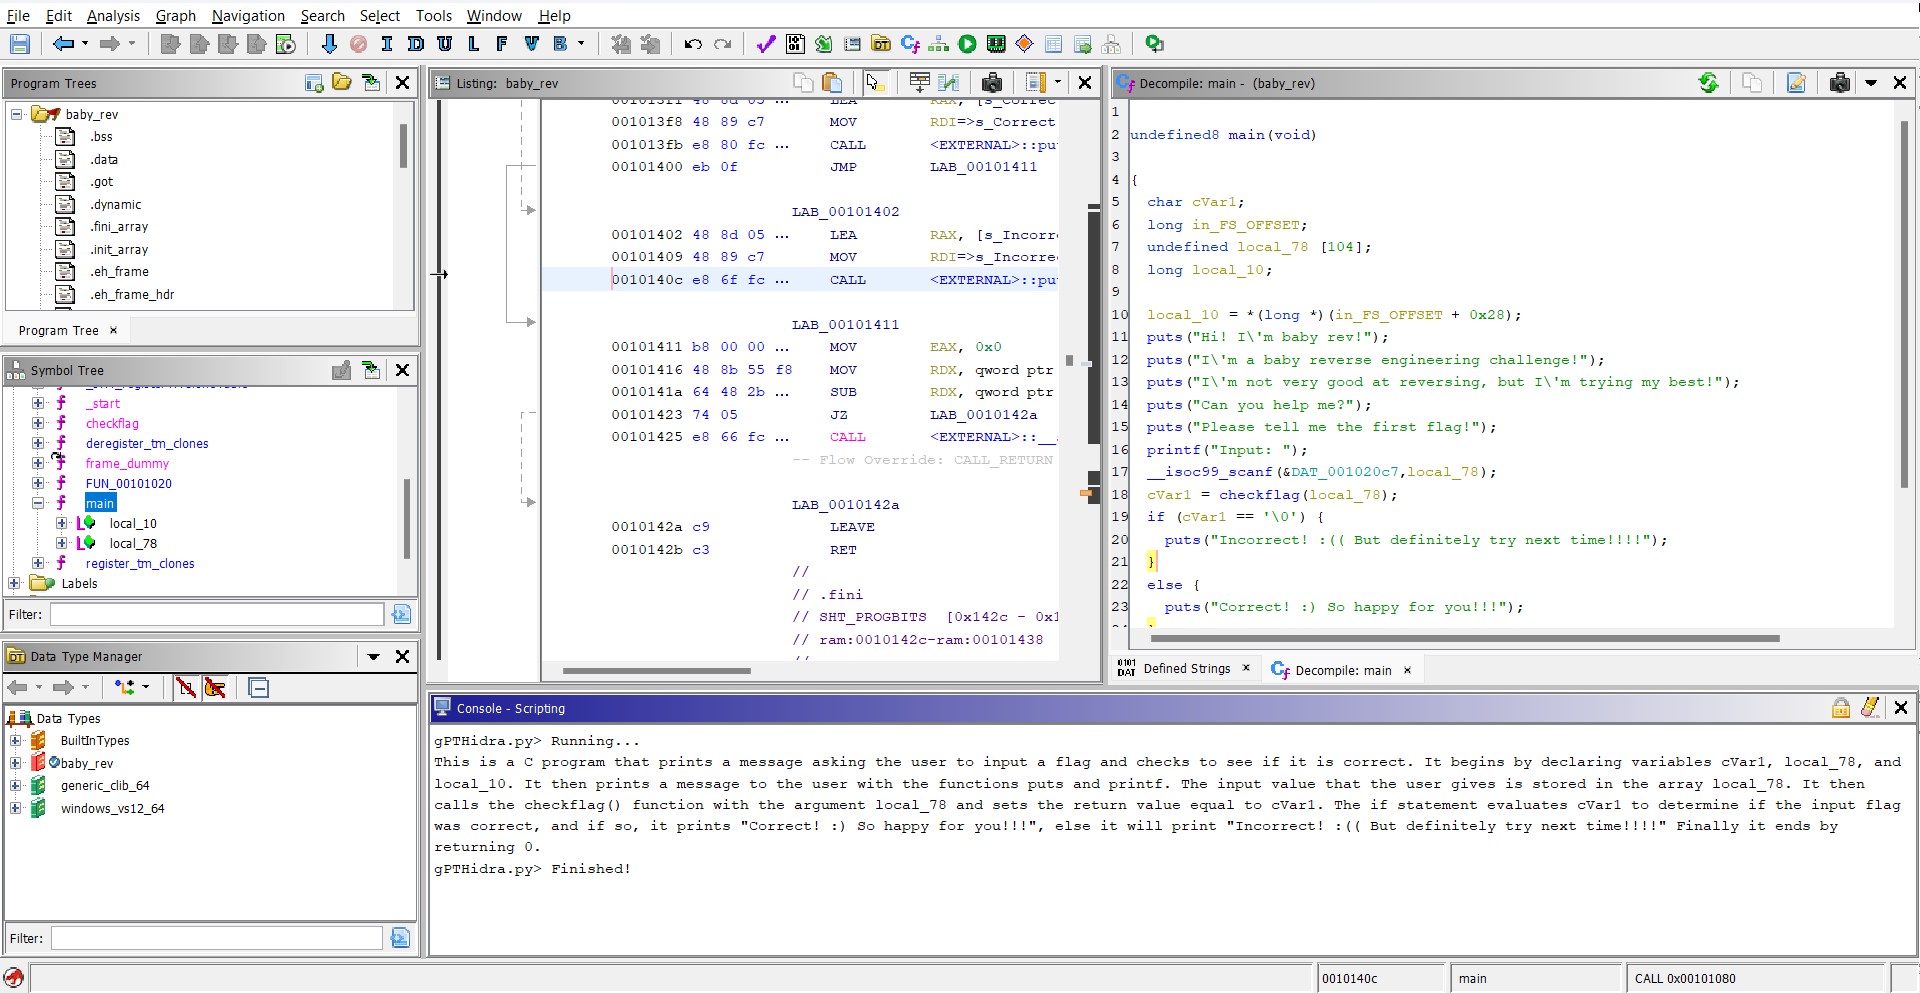 File Edit Analysis Graph Navigation Search Select Tools Window Help
I D U L F V B
Program Trees
baby_rev
.bss
.data
.got
.dynamic
.fini_array
.init_array
.eh_frame
.eh_frame_hdr
Program Tree
Symbol Tree
_start
checkflag
deregister_tm_clones
frame_dummy
FUN_00101020
main
local_10
local_78
register_tm_clones
Labels
Filter:
Data Type Manager
Data Types
BuiltInTypes
baby_rev
generic_clib_64
windows_vs12_64
Filter:
Listing: baby_rev
001013f8 48 89 c7 MOV RDI=>s_Correct
001013fb e8 80 fc ... CALL <EXTERNAL>::pu
00101400 eb 0f JMP LAB_00101411
LAB_00101402
00101402 48 8d 05 ... LEA RAX, [s_Incorr
00101409 48 89 c7 MOV RDI=>s_Incorre
0010140c e8 6f fc ... CALL <EXTERNAL>::pu
LAB_00101411
00101411 b8 00 00 ... MOV EAX, 0x0
00101416 48 8b 55 f8 MOV RDX, qword ptr
0010141a 64 48 2b ... SUB RDX, qword ptr
00101423 74 05 JZ LAB_0010142a
00101425 e8 66 fc ... CALL <EXTERNAL>::__
-- Flow Override: CALL_RETURN
LAB_0010142a
0010142a c9 LEAVE
0010142b c3 RET
//
// .fini
// SHT_PROGBITS [0x142c - 0x1
// ram:0010142c-ram:00101438
//
Decompile: main - (baby_rev)
1
2 undefined8 main(void)
3
4 {
5 char cVar1;
6 long in_FS_OFFSET;
7 undefined local_78 [104];
8 long local_10;
9
10 local_10 = *(long *)(in_FS_OFFSET + 0x28);
11 puts("Hi! I\'m baby rev!");
12 puts("I\'m a baby reverse engineering challenge!");
13 puts("I\'m not very good at reversing, but I\'m trying my best!");
14 puts("Can you help me?");
15 puts("Please tell me the first flag!");
16 printf("Input: ");
17 __isoc99_scanf(&DAT_001020c7,local_78);
18 cVar1 = checkflag(local_78);
19 if (cVar1 == '\0') {
20 puts("Incorrect! :(( But definitely try next time!!!!");
21 }
22 else {
23 puts("Correct! :) So happy for you!!!");
Defined Strings
Decompile: main
Console - Scripting
gPTHidra.py> Running...
This is a C program that prints a message asking the user to input a flag and checks to see if it is correct. It begins by declaring variables cVar1, local_78, and
local_10. It then prints a message to the user with the functions puts and printf. The input value that the user gives is stored in the array local_78. It then
calls the checkflag() function with the argument local_78 and sets the return value equal to cVar1. The if statement evaluates cVar1 to determine if the input flag
was correct, and if so, it prints "Correct! :) So happy for you!!!", else it will print "Incorrect! :(( But definitely try next time!!!!" Finally it ends by
returning 0.
gPTHidra.py> Finished!
0010140c main CALL 0x00101080